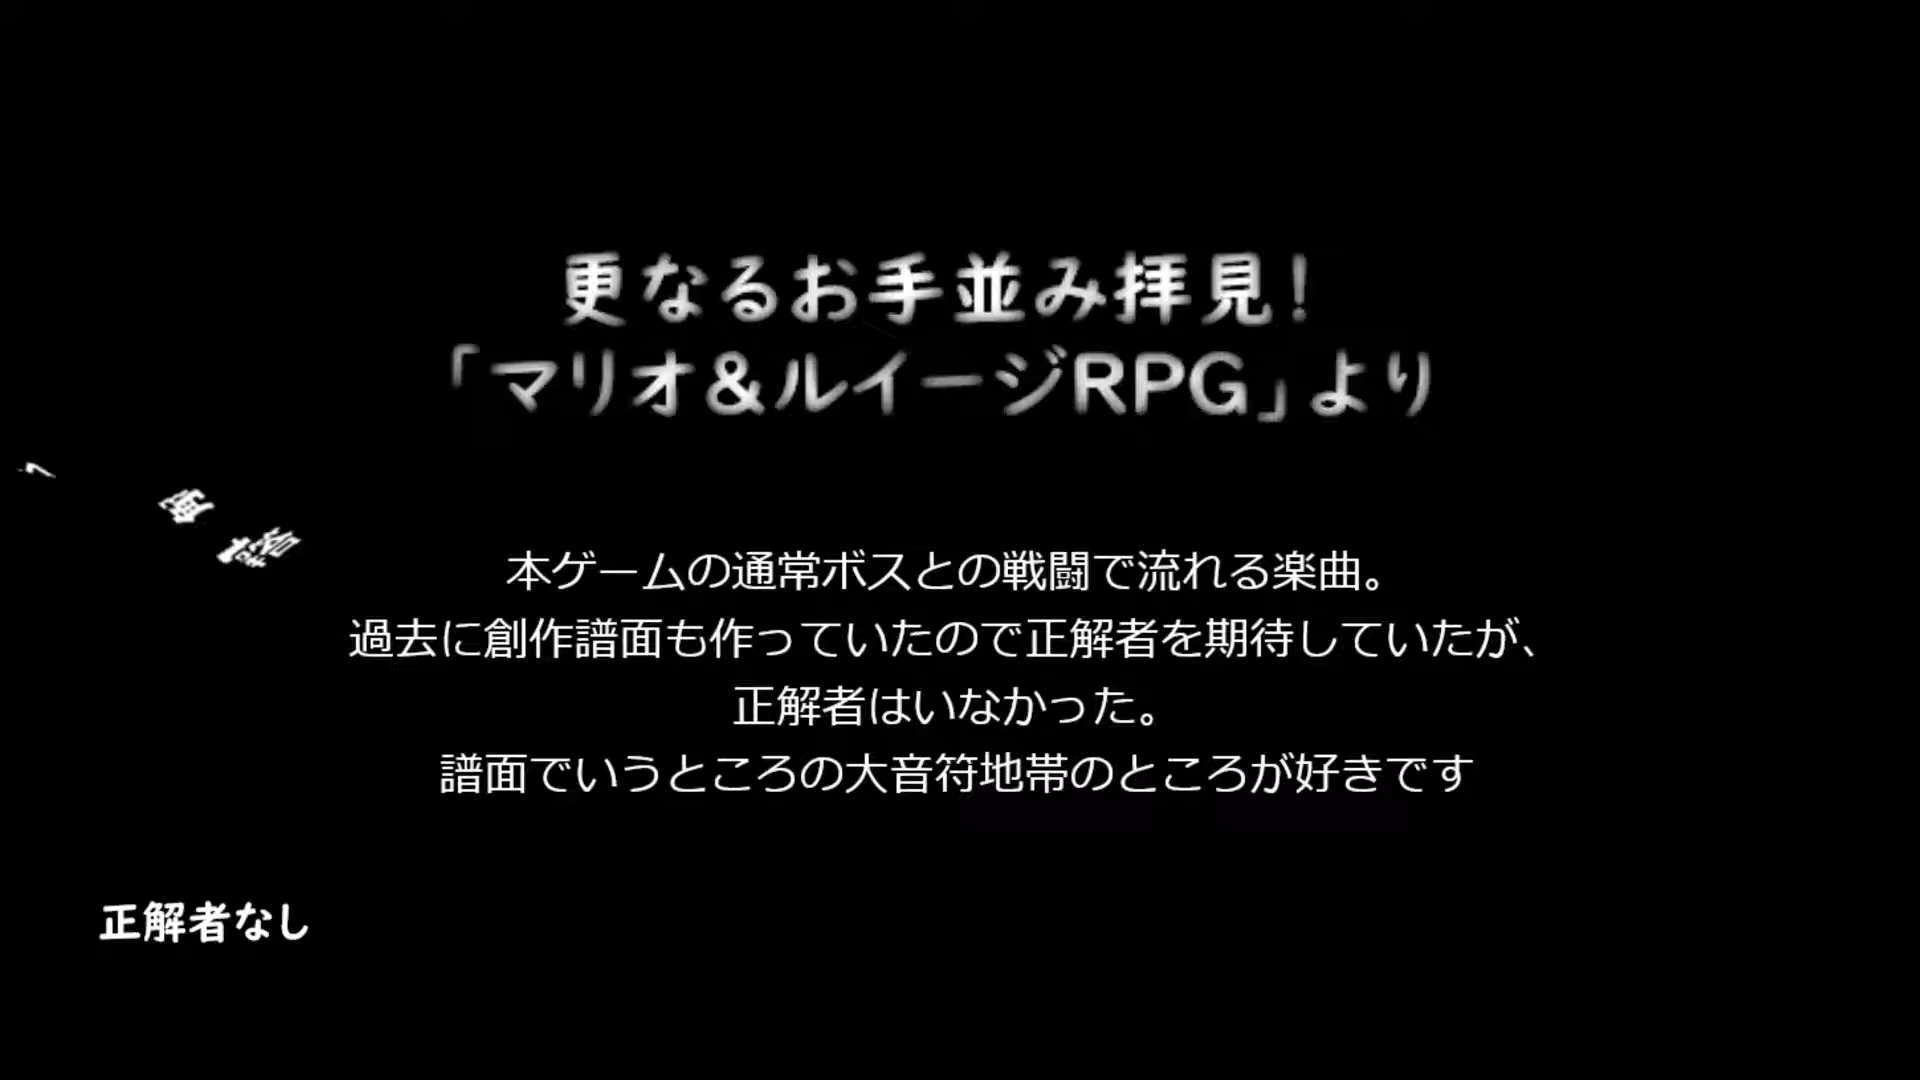 更なるお手並み拝見！
「マリオ＆ルイージRPG」より
本ゲームの通常ボスとの戦闘で流れる楽曲。
過去に創作譜面も作っていたので正解者を期待していたが、
正解者はいなかった。
譜面でいうところの大音符地帯のところが好きです
正解者なし